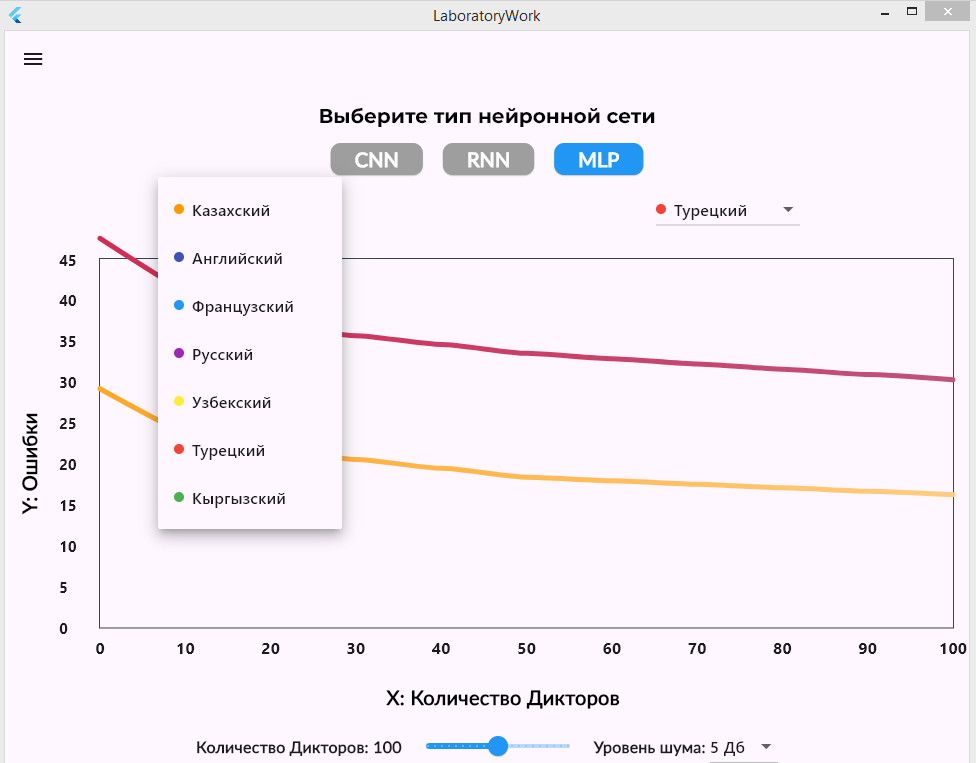 LaboratoryWork
Выберите тип нейронной сети
CNN RNN MLP
Казахский
Английский
Французский
Русский
Узбекский
Турецкий
Кыргызский
Турецкий
Y: Ошибки
45
40
35
30
25
20
15
10
5
0
0 10 20 30 40 50 60 70 80 90 100
X: Количество Дикторов
Количество Дикторов: 100 Уровень шума: 5 Дб